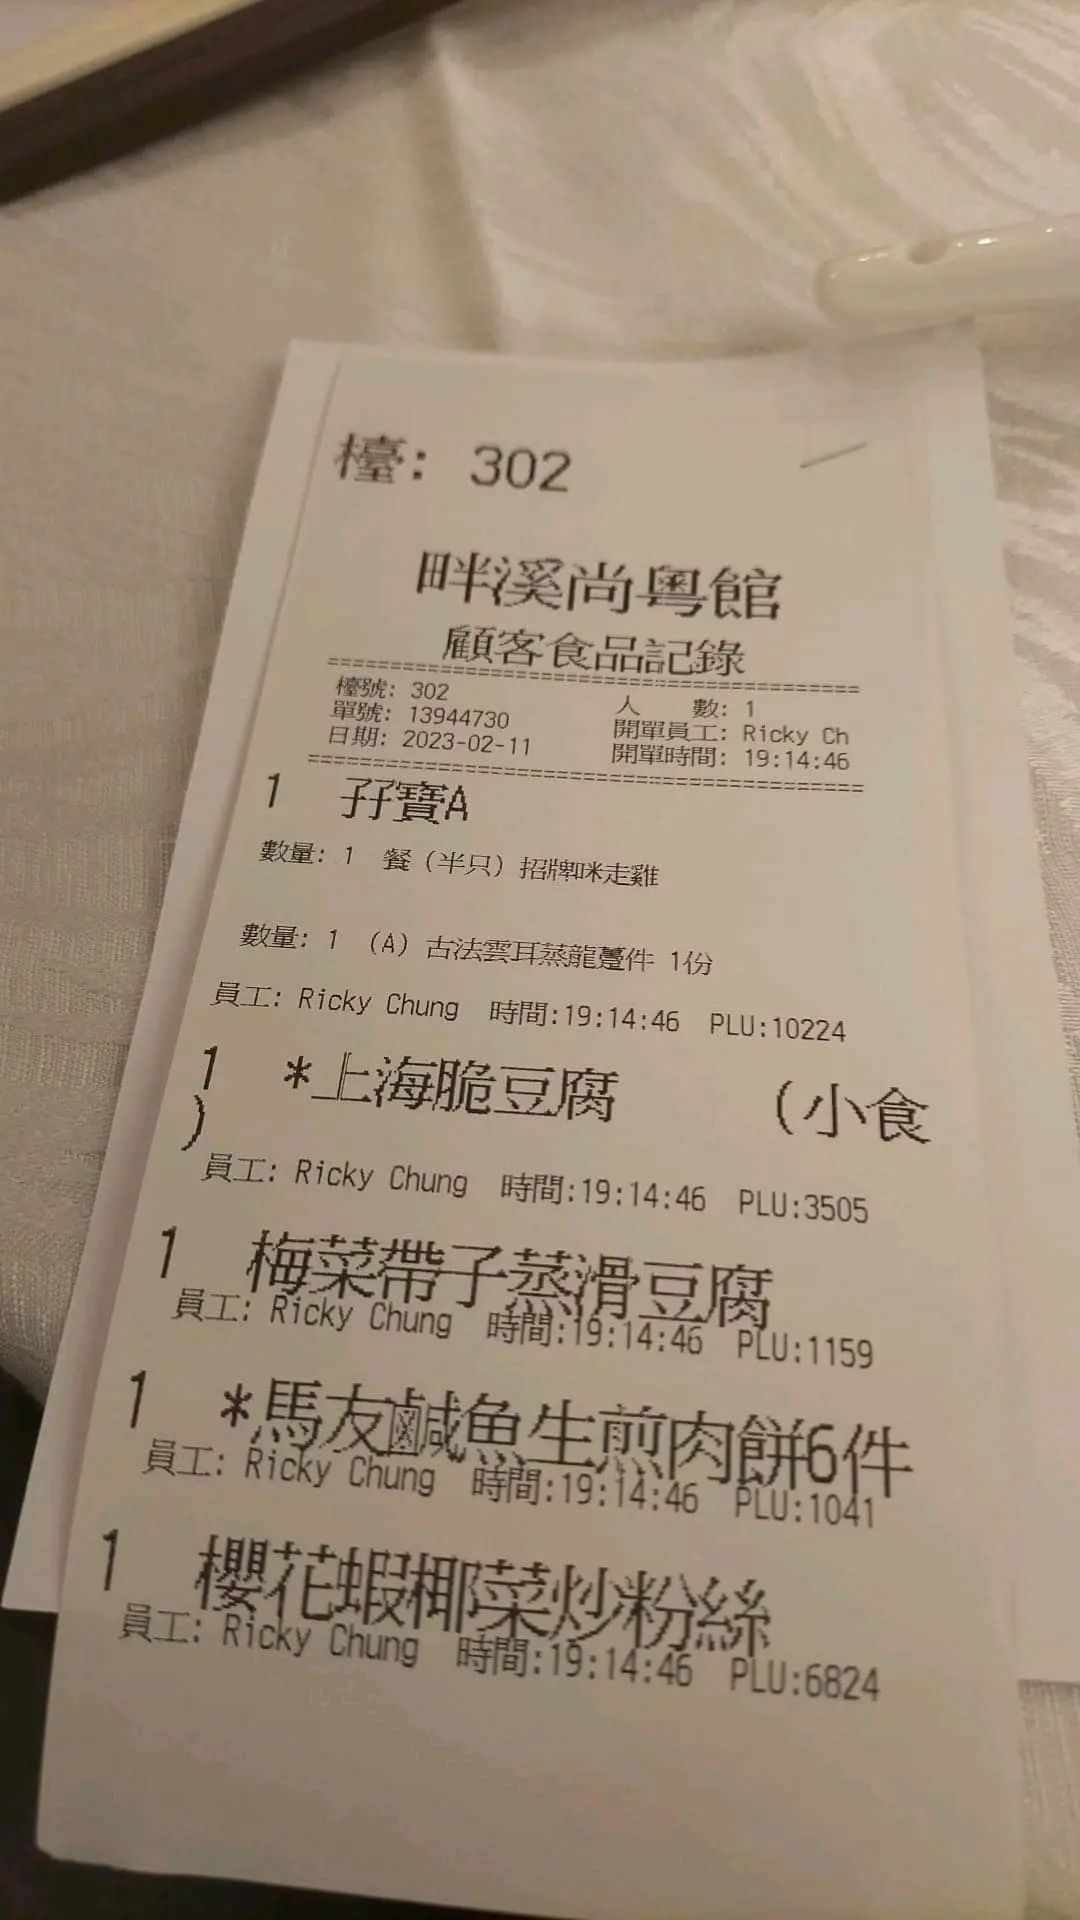 檯: 302
畔溪尚粵館
顧客食品記錄
檯號: 302 人 數: 1
單號: 13944730 開單員工: Ricky Ch
日期: 2023-02-11 開單時間: 19:14:46
1 孖寶A
數量: 1 餐（半只）招牌咪走雞
數量: 1 （A）古法雲耳蒸龍躉件 1份
員工: Ricky Chung 時間:19:14:46 PLU:10224
1 *上海脆豆腐 (小食
)
員工: Ricky Chung 時間:19:14:46 PLU:3505
1 梅菜帶子蒸滑豆腐
員工: Ricky Chung 時間:19:14:46 PLU:1159
1 *馬友鹹魚生煎肉餅6件
員工: Ricky Chung 時間:19:14:46 PLU:1041
1 櫻花蝦椰菜炒粉絲
員工: Ricky Chung 時間:19:14:46 PLU:6824